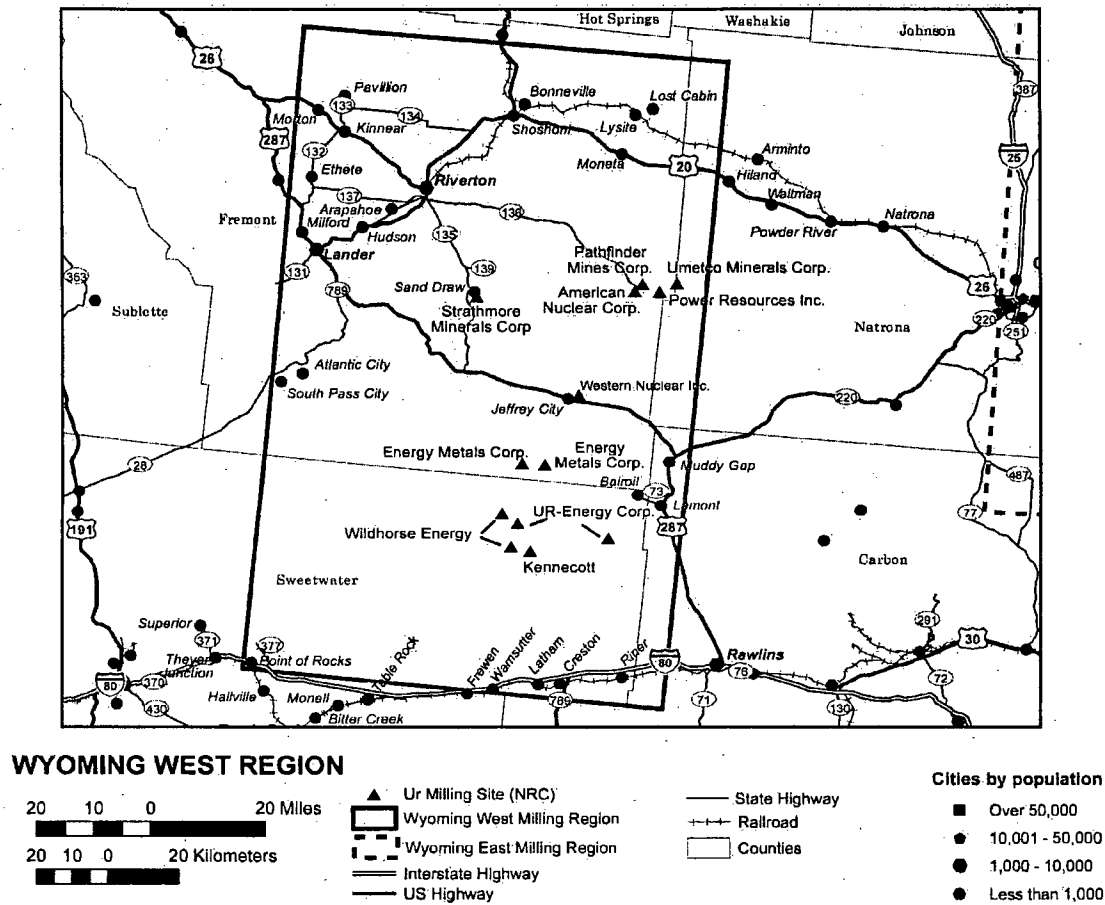 Hot Springs
Washakie
Johnson
26
Pavillion
133
134
Bonneville
Lost Cabin
387
Morton
Kinnear
Shoshoni
Lysite
287
132
Moneta
20
Arminto
25
Ethete
Riverton
Hiland
137
Waltman
Fremont
Arapahoe
136
Natrona
Milford
Hudson
135
Powder River
Lander
Pathfinder
Mines Corp.
Umetco Minerals Corp.
131
139
363
789
Sand Draw
American
Nuclear Corp.
Power Resources Inc.
26
Sublette
Strathmore
Minerals Corp
220
Natrona
251
Atlantic City
South Pass City
Western Nuclear Inc.
Jeffrey City
220
Energy Metals Corp.
Energy
Metals Corp.
Muddy Gap
28
Bairoil
73
487
Lamont
77
191
UR-Energy Corp.
287
Wildhorse Energy
Kennecott
Carbon
Sweetwater
Superior
371
377
291
30
Thayer
Junction
Point of Rocks
Table Rock
Frewen
Wamsutter
Latham
Creston
Riner
80
Rawlins
76
80
370
Hallville
Monell
789
71
72
430
Bitter Creek
130
WYOMING WEST REGION
20 10 0 20 Miles
20 10 0 20 Kilometers
Ur Milling Site (NRC)
Wyoming West Milling Region
Wyoming East Milling Region
Interstate Highway
US Highway
State Highway
Railroad
Counties
Cities by population
Over 50,000
10,001 - 50,000
1,000 - 10,000
Less than 1,000